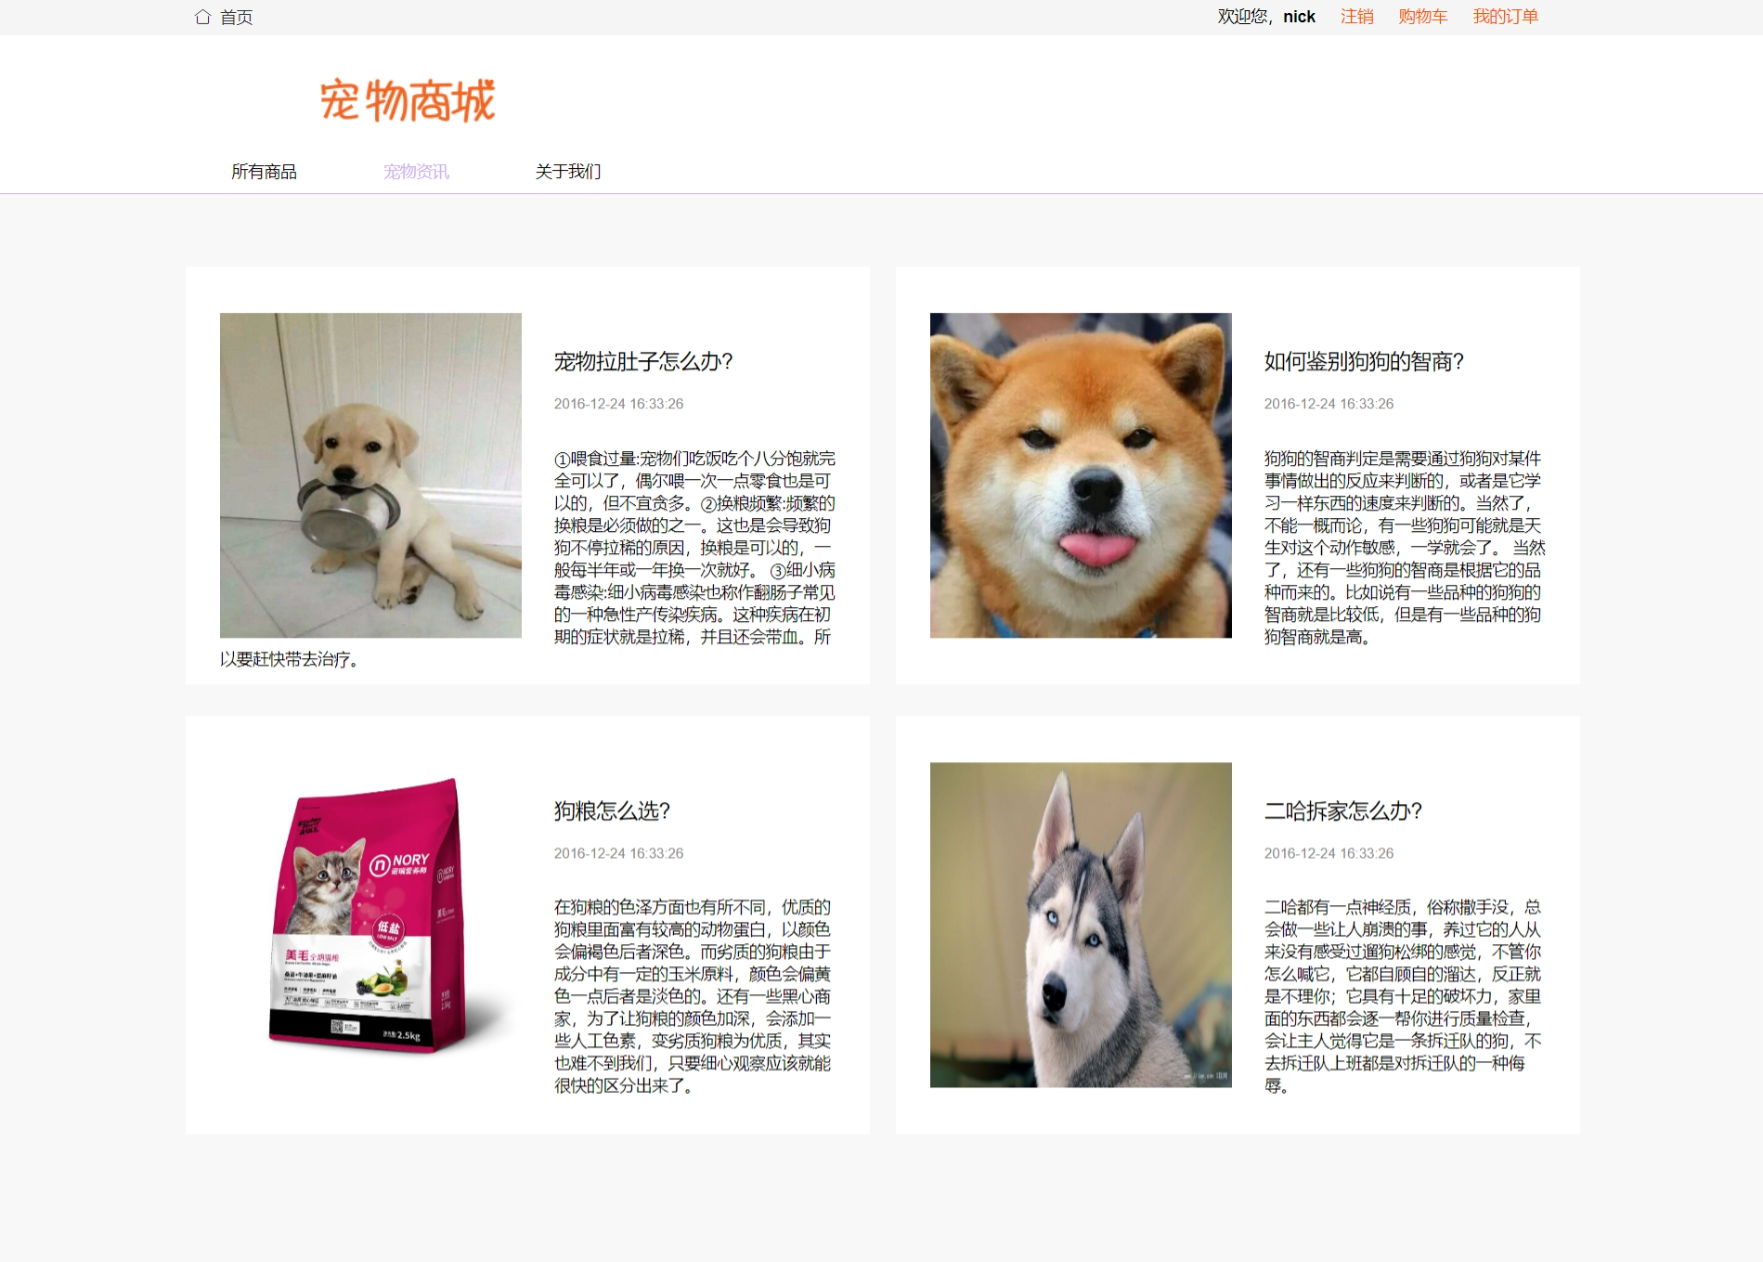 首页
欢迎您，nick 注销 购物车 我的订单
宠物商城
所有商品 宠物资讯 关于我们
宠物拉肚子怎么办?
2016-12-24 16:33:26
①喂食过量:宠物们吃饭吃个八分饱就完
全可以了，偶尔喂一次一点零食也是可
以的，但不宜贪多。②换粮频繁:频繁的
换粮是必须做的之一。这也是会导致狗
狗不停拉稀的原因，换粮是可以的，一
般每半年或一年换一次就好。 ③细小病
毒感染:细小病毒感染也称作翻肠子常见
的一种急性产传染疾病。这种疾病在初
期的症状就是拉稀，并且还会带血。所
以要赶快带去治疗。
如何鉴别狗狗的智商?
2016-12-24 16:33:26
狗狗的智商判定是需要通过狗狗对某件
事情做出的反应来判断的，或者是它学
习一样东西的速度来判断的。当然了，
不能一概而论，有一些狗狗可能就是天
生对这个动作敏感，一学就会了。 当然
了，还有一些狗狗的智商是根据它的品
种而来的。比如说有一些品种的狗狗的
智商就是比较低，但是有一些品种的狗
狗智商就是高。
NORY
低盐
LOW SALT
美毛
2.5kg
狗粮怎么选?
2016-12-24 16:33:26
在狗粮的色泽方面也有所不同，优质的
狗粮里面富有较高的动物蛋白，以颜色
会偏褐色后者深色。而劣质的狗粮由于
成分中有一定的玉米原料，颜色会偏黄
色一点后者是淡色的。还有一些黑心商
家，为了让狗粮的颜色加深，会添加一
些人工色素，变劣质狗粮为优质，其实
也难不到我们，只要细心观察应该就能
很快的区分出来了。
二哈拆家怎么办?
2016-12-24 16:33:26
二哈都有一点神经质，俗称撒手没，总
会做一些让人崩溃的事，养过它的人从
来没有感受过遛狗松绑的感觉，不管你
怎么喊它，它都自顾自的溜达，反正就
是不理你；它具有十足的破坏力，家里
面的东西都会逐一帮你进行质量检查，
会让主人觉得它是一条拆迁队的狗，不
去拆迁队上班都是对拆迁队的一种侮
辱。